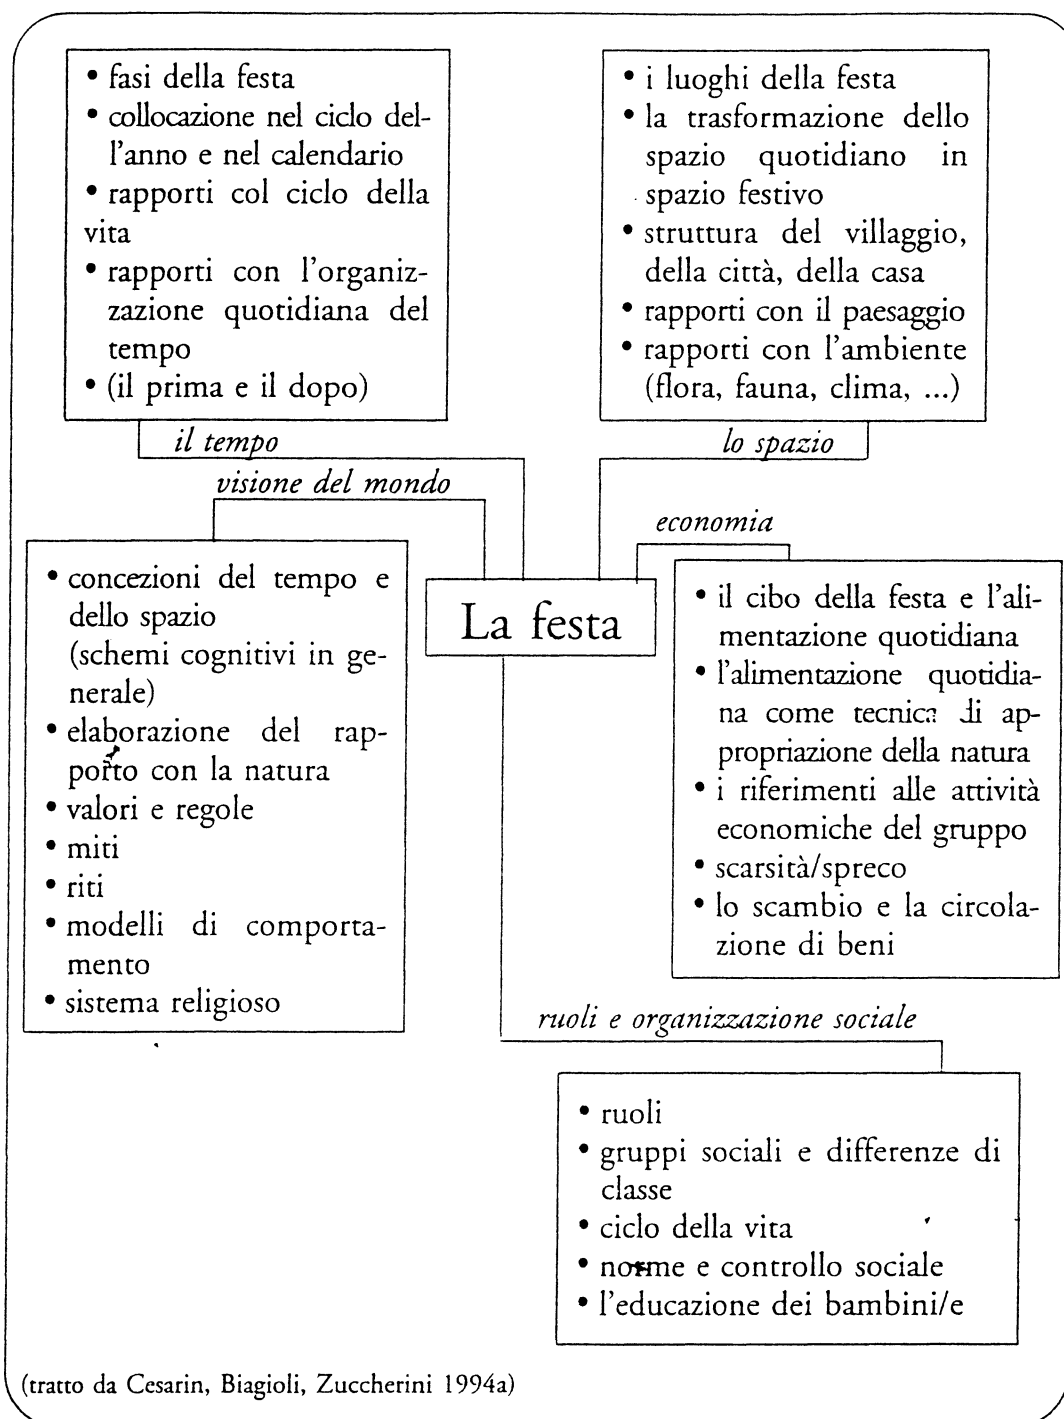 • fasi della festa
• collocazione nel ciclo del-
l'anno e nel calendario
• rapporti col ciclo della
vita
• rapporti con l'organiz-
zazione quotidiana del
tempo
• (il prima e il dopo)
il tempo
• i luoghi della festa
• la trasformazione dello
spazio quotidiano in
spazio festivo
• struttura del villaggio,
della città, della casa
• rapporti con il paesaggio
• rapporti con l'ambiente
(flora, fauna, clima, ...)
lo spazio
visione del mondo
• concezioni del tempo e
dello spazio
(schemi cognitivi in ge-
nerale)
• elaborazione del rap-
porto con la natura
• valori e regole
• miti
• riti
• modelli di comporta-
mento
• sistema religioso
La festa
economia
• il cibo della festa e l'ali-
mentazione quotidiana
• l'alimentazione quotidia-
na come tecnica di ap-
propriazione della natura
• i riferimenti alle attività
economiche del gruppo
• scarsità/spreco
• lo scambio e la circola-
zione di beni
ruoli e organizzazione sociale
• ruoli
• gruppi sociali e differenze di
classe
• ciclo della vita
• norme e controllo sociale
• l'educazione dei bambini/e
(tratto da Cesarin, Biagioli, Zuccherini 1994a)